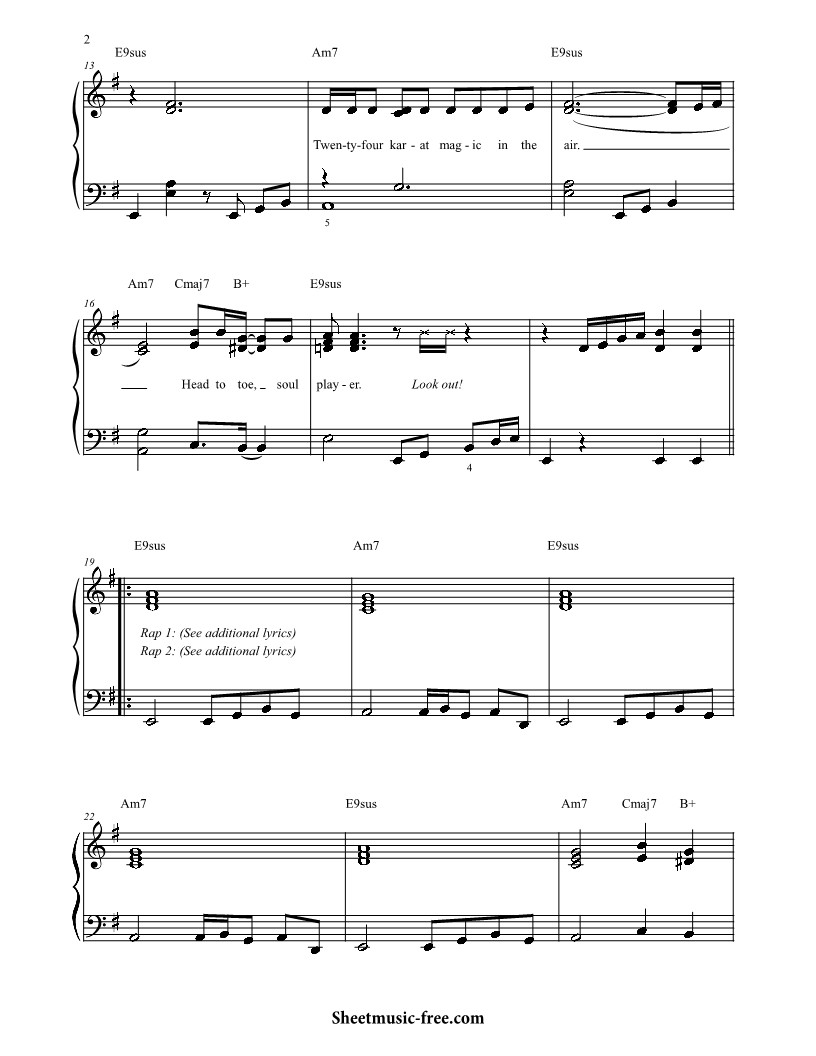 2
E9sus Am7 E9sus
13
Twen-ty-four kar - at mag - ic in the kair.
5
Am7 Cmaj7 B+ E9sus
16
Head to toe, soul play - er. Look out!
4
E9sus Am7 E9sus
19
Rap 1: (See additional lyrics)
Rap 2: (See additional lyrics)
Am7 E9sus Am7 Cmaj7 B+
22
Sheetmusic-free.com